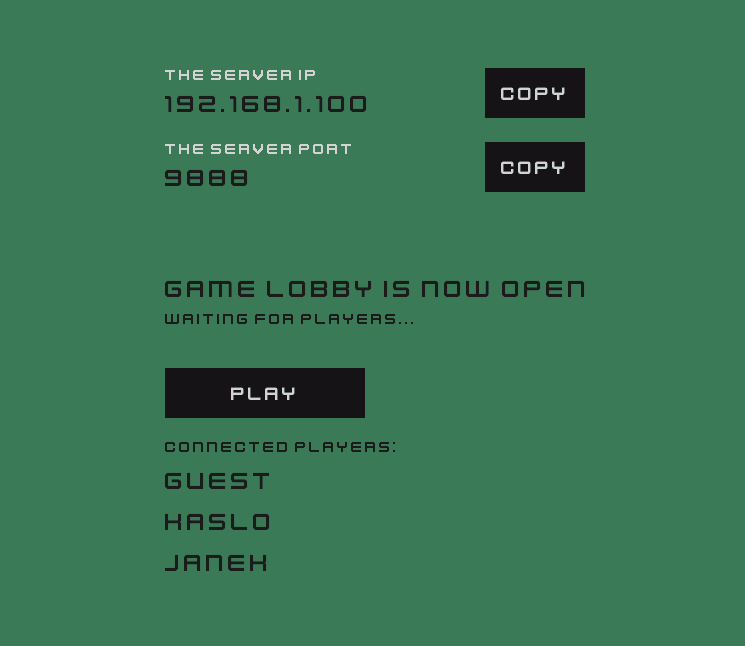 THE SERVER IP
192.168.1.100
COPY
THE SERVER PORT
9888
COPY
GAME LOBBY IS NOW OPEN
WAITING FOR PLAYERS...
PLAY
CONNECTED PLAYERS:
GUEST
HASLO
JANEK